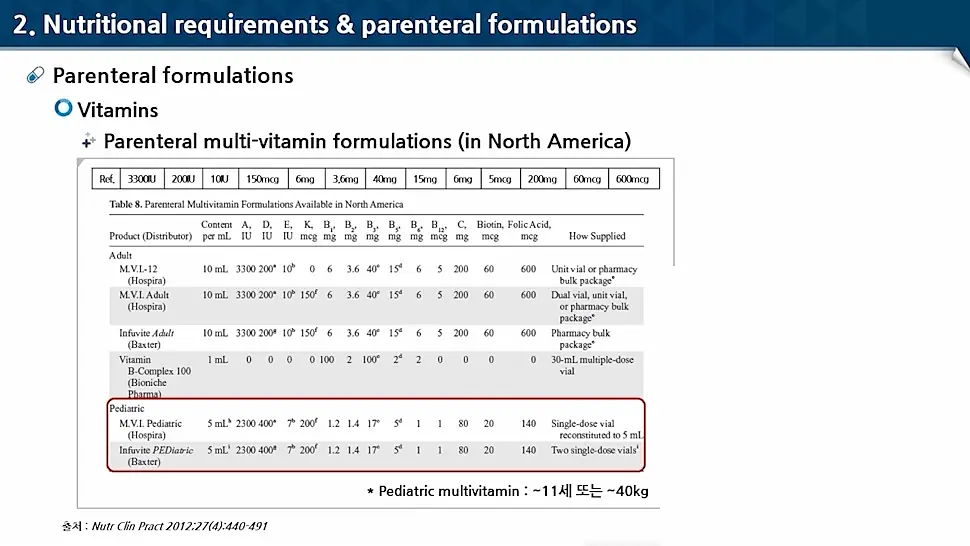 2. Nutritional requirements & parenteral formulations
Parenteral formulations
Vitamins
Parenteral multi-vitamin formulations (in North America)
Ref. 3300IU 200IU 10IU 150mcg 6mg 3.6mg 40mg 15mg 6mg 5mcg 200mg 60mcg 600mcg
Table 8. Parenteral Multivitamin Formulations Available in North America
Product (Distributor) Content per mL A, IU D, IU E, IU K, mcg B1, mg B2, mg B3, mg B5, mg B6, mg B12, mcg C, mg Biotin, mcg Folic Acid, mcg How Supplied
Adult
M.V.I.-12 10 mL 3300 200a 10b 0 6 3.6 40c 15d 6 5 200 60 600 Unit vial or pharmacy
(Hospira) bulk packagee
M.V.I. Adult 10 mL 3300 200a 10b 150f 6 3.6 40c 15d 6 5 200 60 600 Dual vial, unit vial,
(Hospira) or pharmacy bulk
packagee
Infuvite Adult 10 mL 3300 200g 10b 150f 6 3.6 40c 15d 6 5 200 60 600 Pharmacy bulk
(Baxter) packagee
Vitamin 1 mL 0 0 0 0 100 2 100c 2d 2 0 0 0 0 30-mL multiple-dose
B-Complex 100 vial
(Bioniche
Pharma)
Pediatric
M.V.I. Pediatric 5 mLh 2300 400a 7b 200f 1.2 1.4 17c 5d 1 1 80 20 140 Single-dose vial
(Hospira) reconstituted to 5 mL
Infuvite PEDiatric 5 mLi 2300 400g 7b 200f 1.2 1.4 17c 5d 1 1 80 20 140 Two single-dose vialsi
(Baxter)
* Pediatric multivitamin : ~11세 또는 ~40kg
출처 : Nutr Clin Pract 2012;27(4):440-491